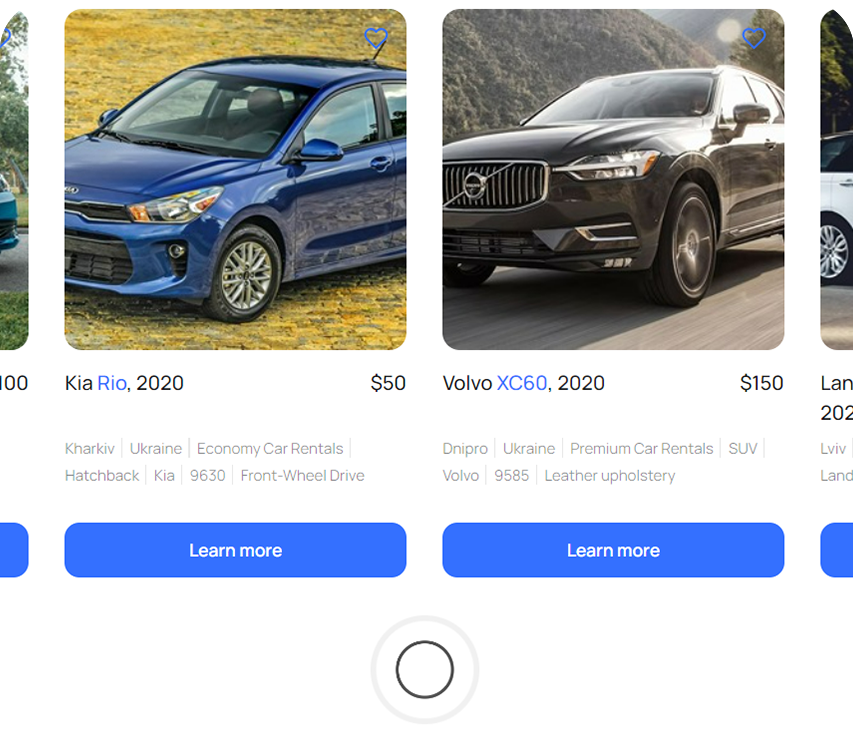 100
Kia Rio, 2020 $50
Volvo XC60, 2020 $150
Lan
202
Kharkiv | Ukraine | Economy Car Rentals |
Hatchback | Kia | 9630 | Front-Wheel Drive
Dnipro | Ukraine | Premium Car Rentals | SUV |
Volvo | 9585 | Leather upholstery
Lviv
Land
Learn more
Learn more